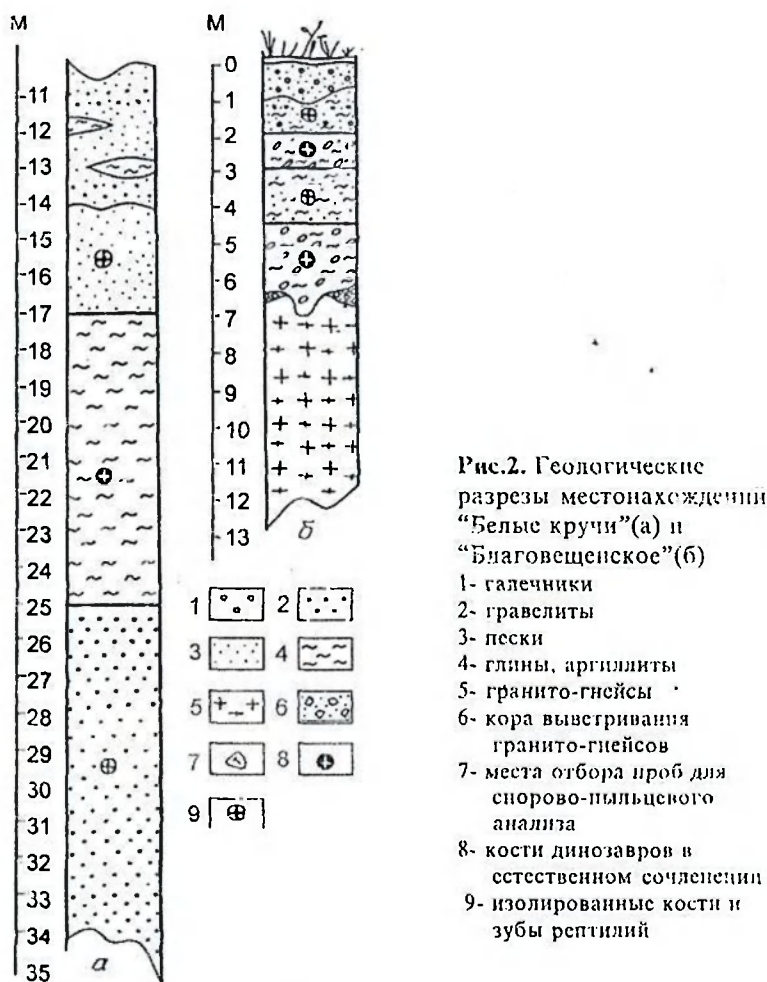 М
-11
-12
-13
-14
-15
-16
-17
-18
-19
-20
-21
-22
-23
24
25
26
-27
28
29
30
31
32
33
34
35
а
М
0
1
2
3
4
5
6
-7
8
9
-10
11
12
13
б
1
2
3
4
5
6
7
8
9
Рис.2. Геологические
разрезы местонахождений
“Белые кручи”(а) и
“Благовещенское”(б)
1- галечники
2- гравелиты
3- пески
4- глины, аргиллиты
5- гранито-гнейсы
6- кора выветривания
гранито-гнейсов
7- места отбора проб для
спорово-пыльцевого
анализа
8- кости динозавров в
естественном сочленении
9- изолированные кости и
зубы рептилий